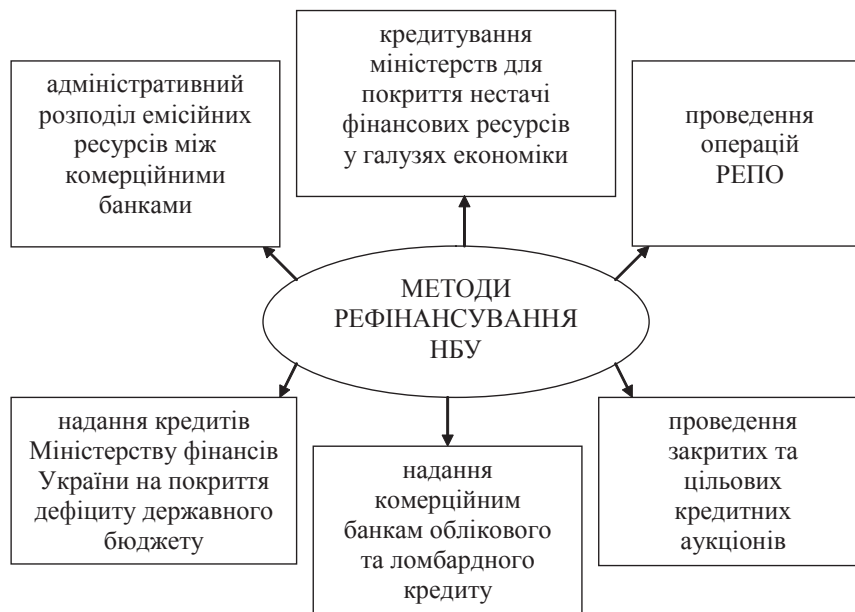 адміністративний
розподіл емісійних
ресурсів між
комерційними
банками
кредитування
міністерств для
покриття нестачі
фінансових ресурсів
у галузях економіки
проведення
операцій
РЕПО
МЕТОДИ
РЕФІНАНСУВАННЯ
НБУ
надання кредитів
Міністерству фінансів
України на покриття
дефіциту державного
бюджету
надання
комерційним
банкам облікового
та ломбардного
кредиту
проведення
закритих та
цільових
кредитних
аукціонів